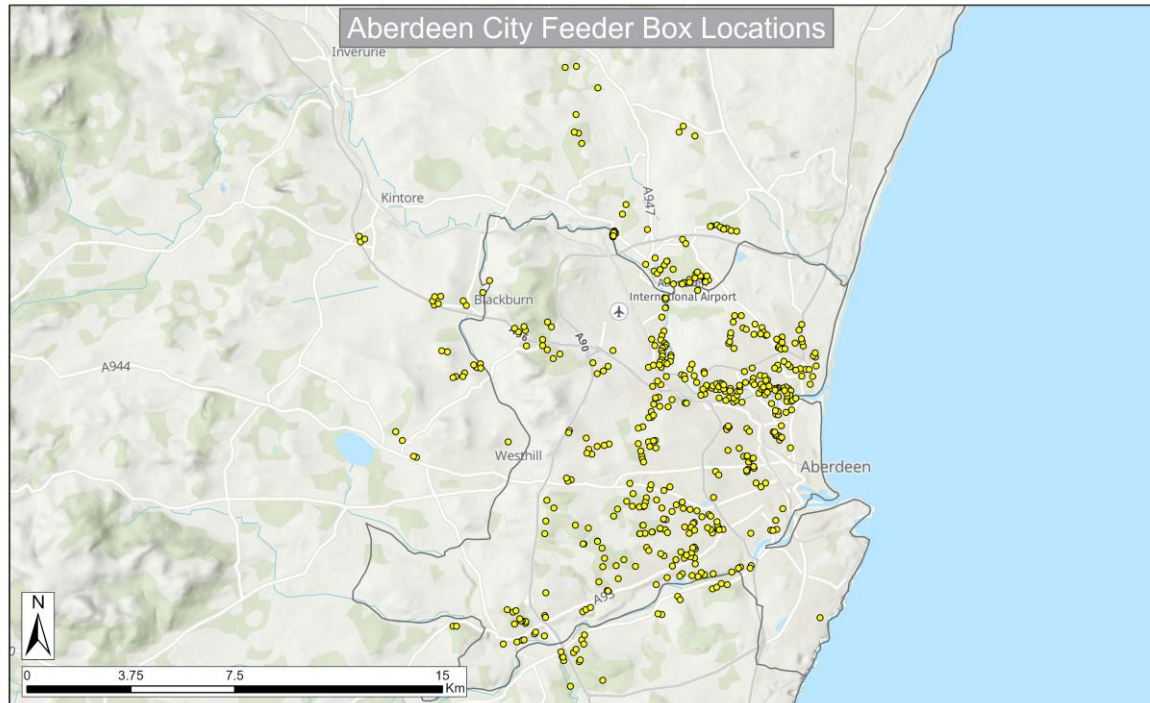 Aberdeen City Feeder Box Locations
Inverurie
Kintore
A947
International Airport
Blackburn
A96
A90
A944
Westhill
Aberdeen
N
0 3.75 7.5 15
Km